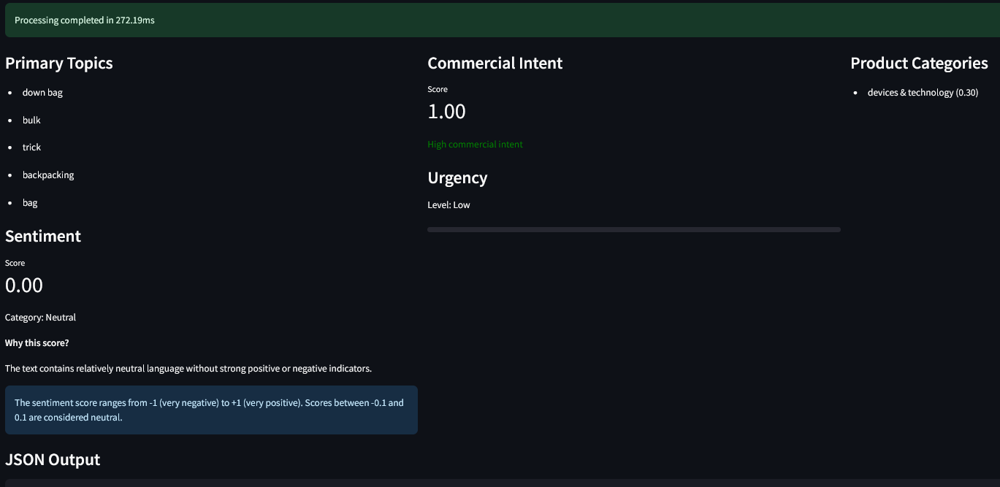 Processing completed in 272.19ms
Primary Topics
down bag
bulk
trick
backpacking
bag
Sentiment
Score
0.00
Category: Neutral
Why this score?
The text contains relatively neutral language without strong positive or negative indicators.
The sentiment score ranges from -1 (very negative) to +1 (very positive). Scores between -0.1 and
0.1 are considered neutral.
Commercial Intent
Score
1.00
High commercial intent
Urgency
Level: Low
Product Categories
devices & technology (0.30)
JSON Output